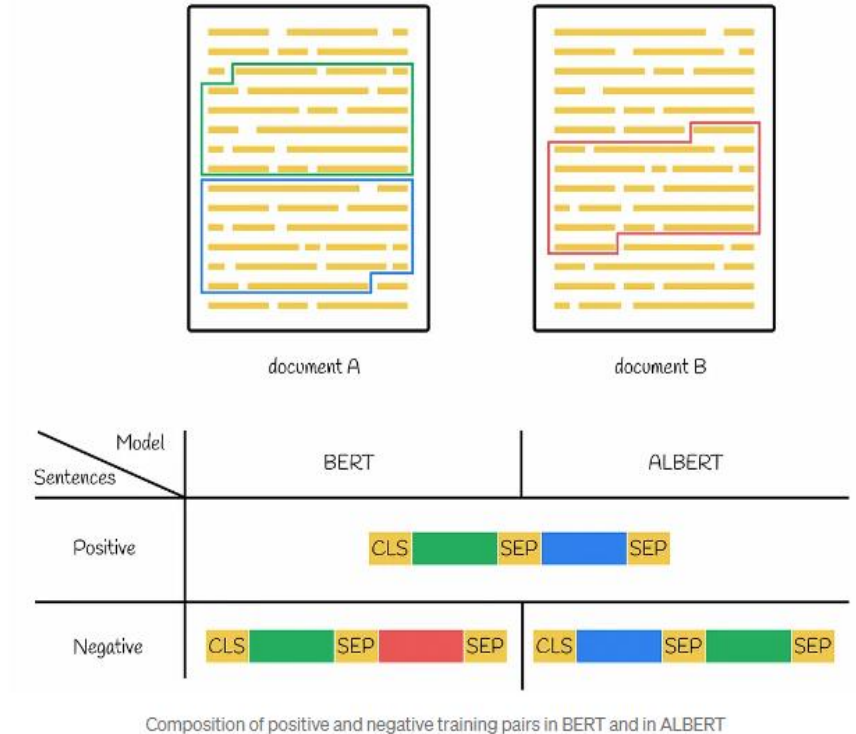 document A
document B
Model
Sentences
BERT
ALBERT
Positive
CLS SEP SEP
Negative
CLS SEP SEP
CLS SEP SEP
Composition of positive and negative training pairs in BERT and in ALBERT